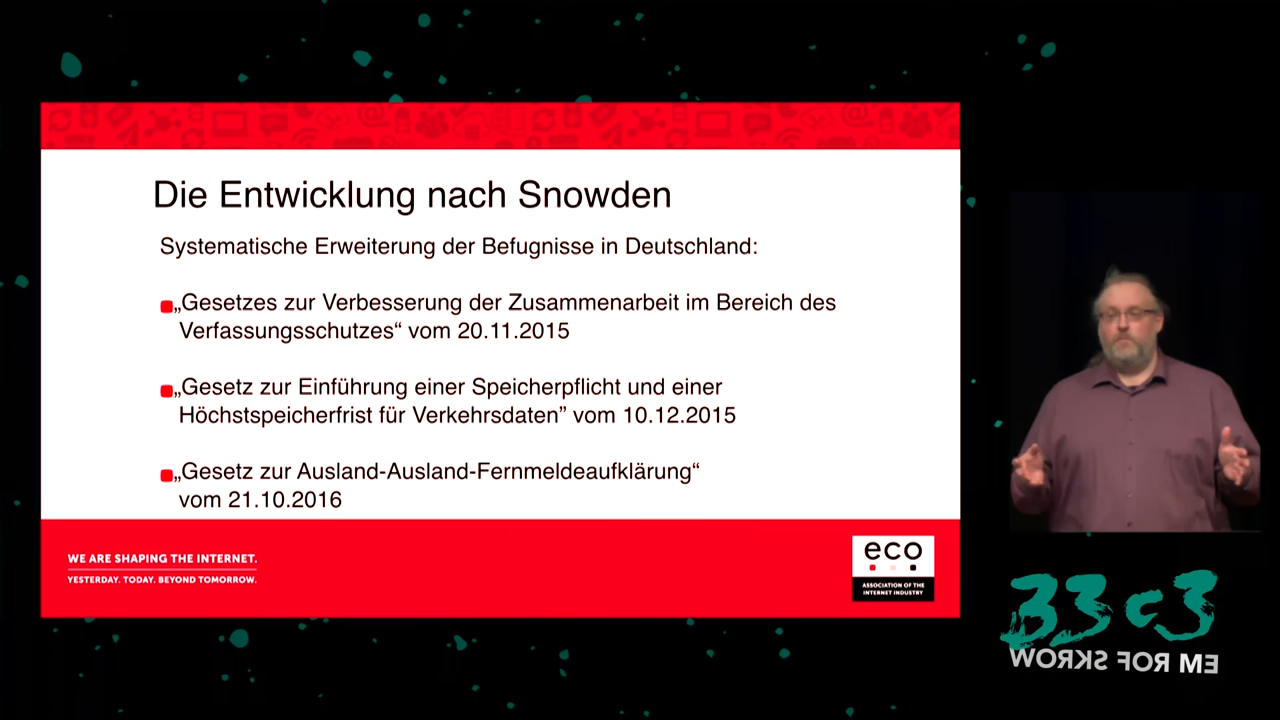 Die Entwicklung nach Snowden
Systematische Erweiterung der Befugnisse in Deutschland:
„Gesetzes zur Verbesserung der Zusammenarbeit im Bereich des
Verfassungsschutzes“ vom 20.11.2015
„Gesetz zur Einführung einer Speicherpflicht und einer
Höchstspeicherfrist für Verkehrsdaten” vom 10.12.2015
„Gesetz zur Ausland-Ausland-Fernmeldeaufklärung“
vom 21.10.2016
WE ARE SHAPING THE INTERNET.
YESTERDAY. TODAY. BEYOND TOMORROW.
eco
ASSOCIATION OF THE
INTERNET INDUSTRY
33c3
WORKS FOR ME